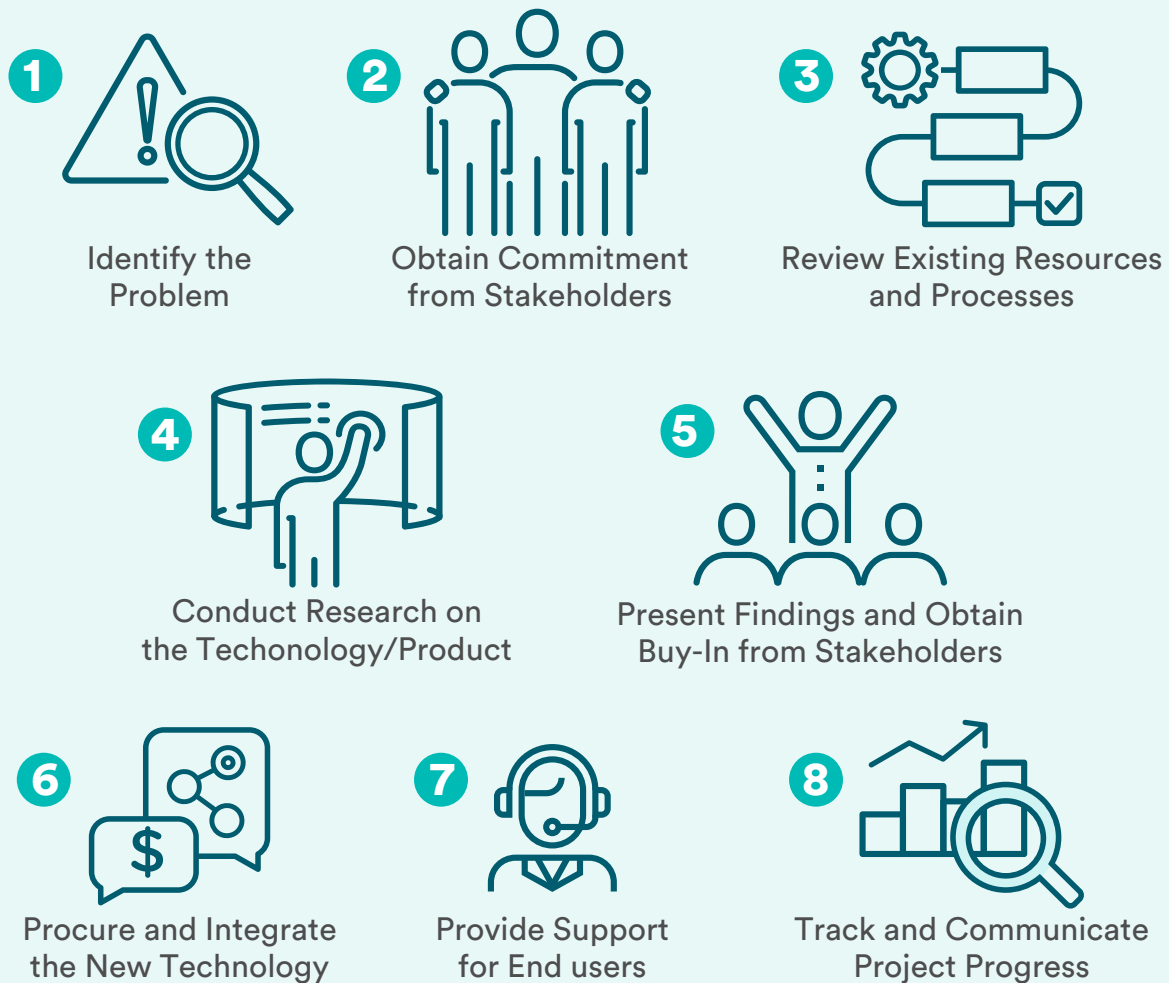 1
Identify the
Problem
2
Obtain Commitment
from Stakeholders
3
Review Existing Resources
and Processes
4
Conduct Research on
the Techonology/Product
5
Present Findings and Obtain
Buy-In from Stakeholders
6
$
Procure and Integrate
the New Technology
7
Provide Support
for End users
8
Track and Communicate
Project Progress